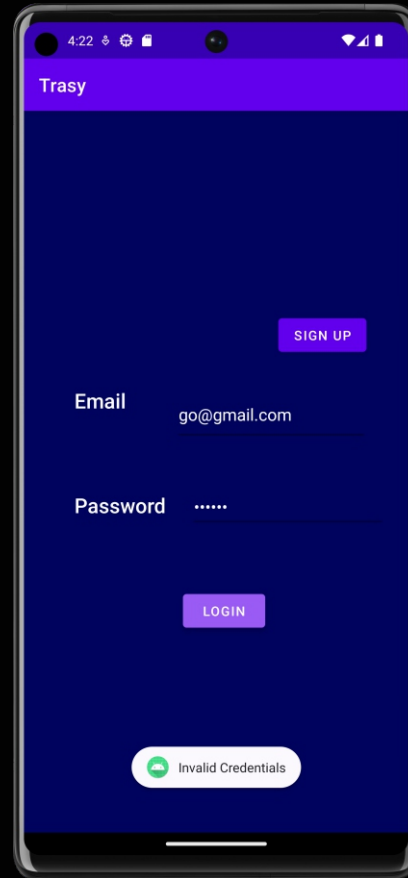 4:22
Trasy
SIGN UP
Email
go@gmail.com
Password
••••••
LOGIN
Invalid Credentials